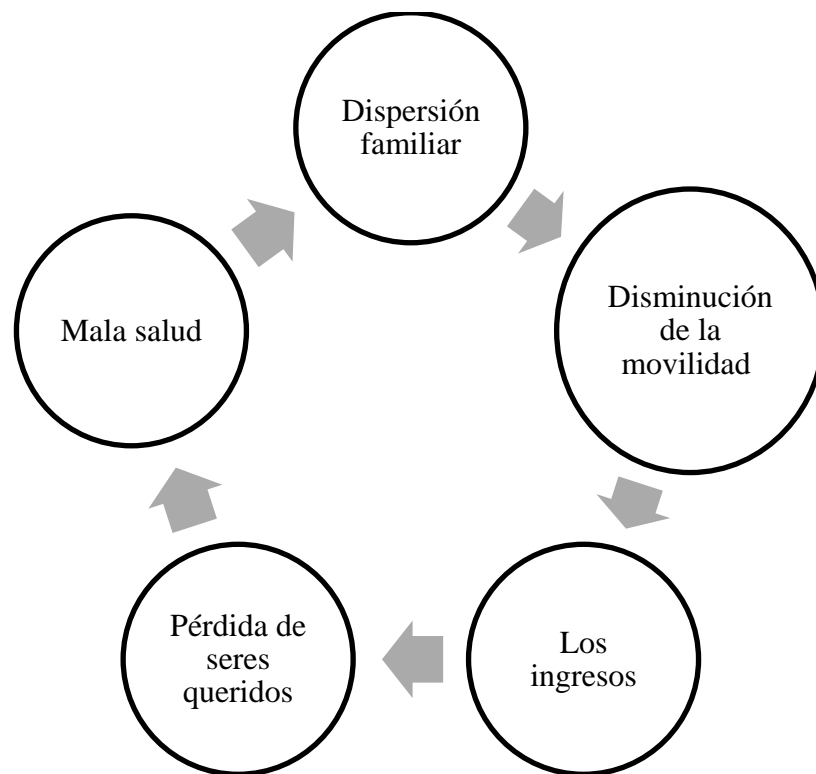 Dispersión
familiar
Disminución
de la
movilidad
Los
ingresos
Pérdida de
seres
queridos
Mala salud